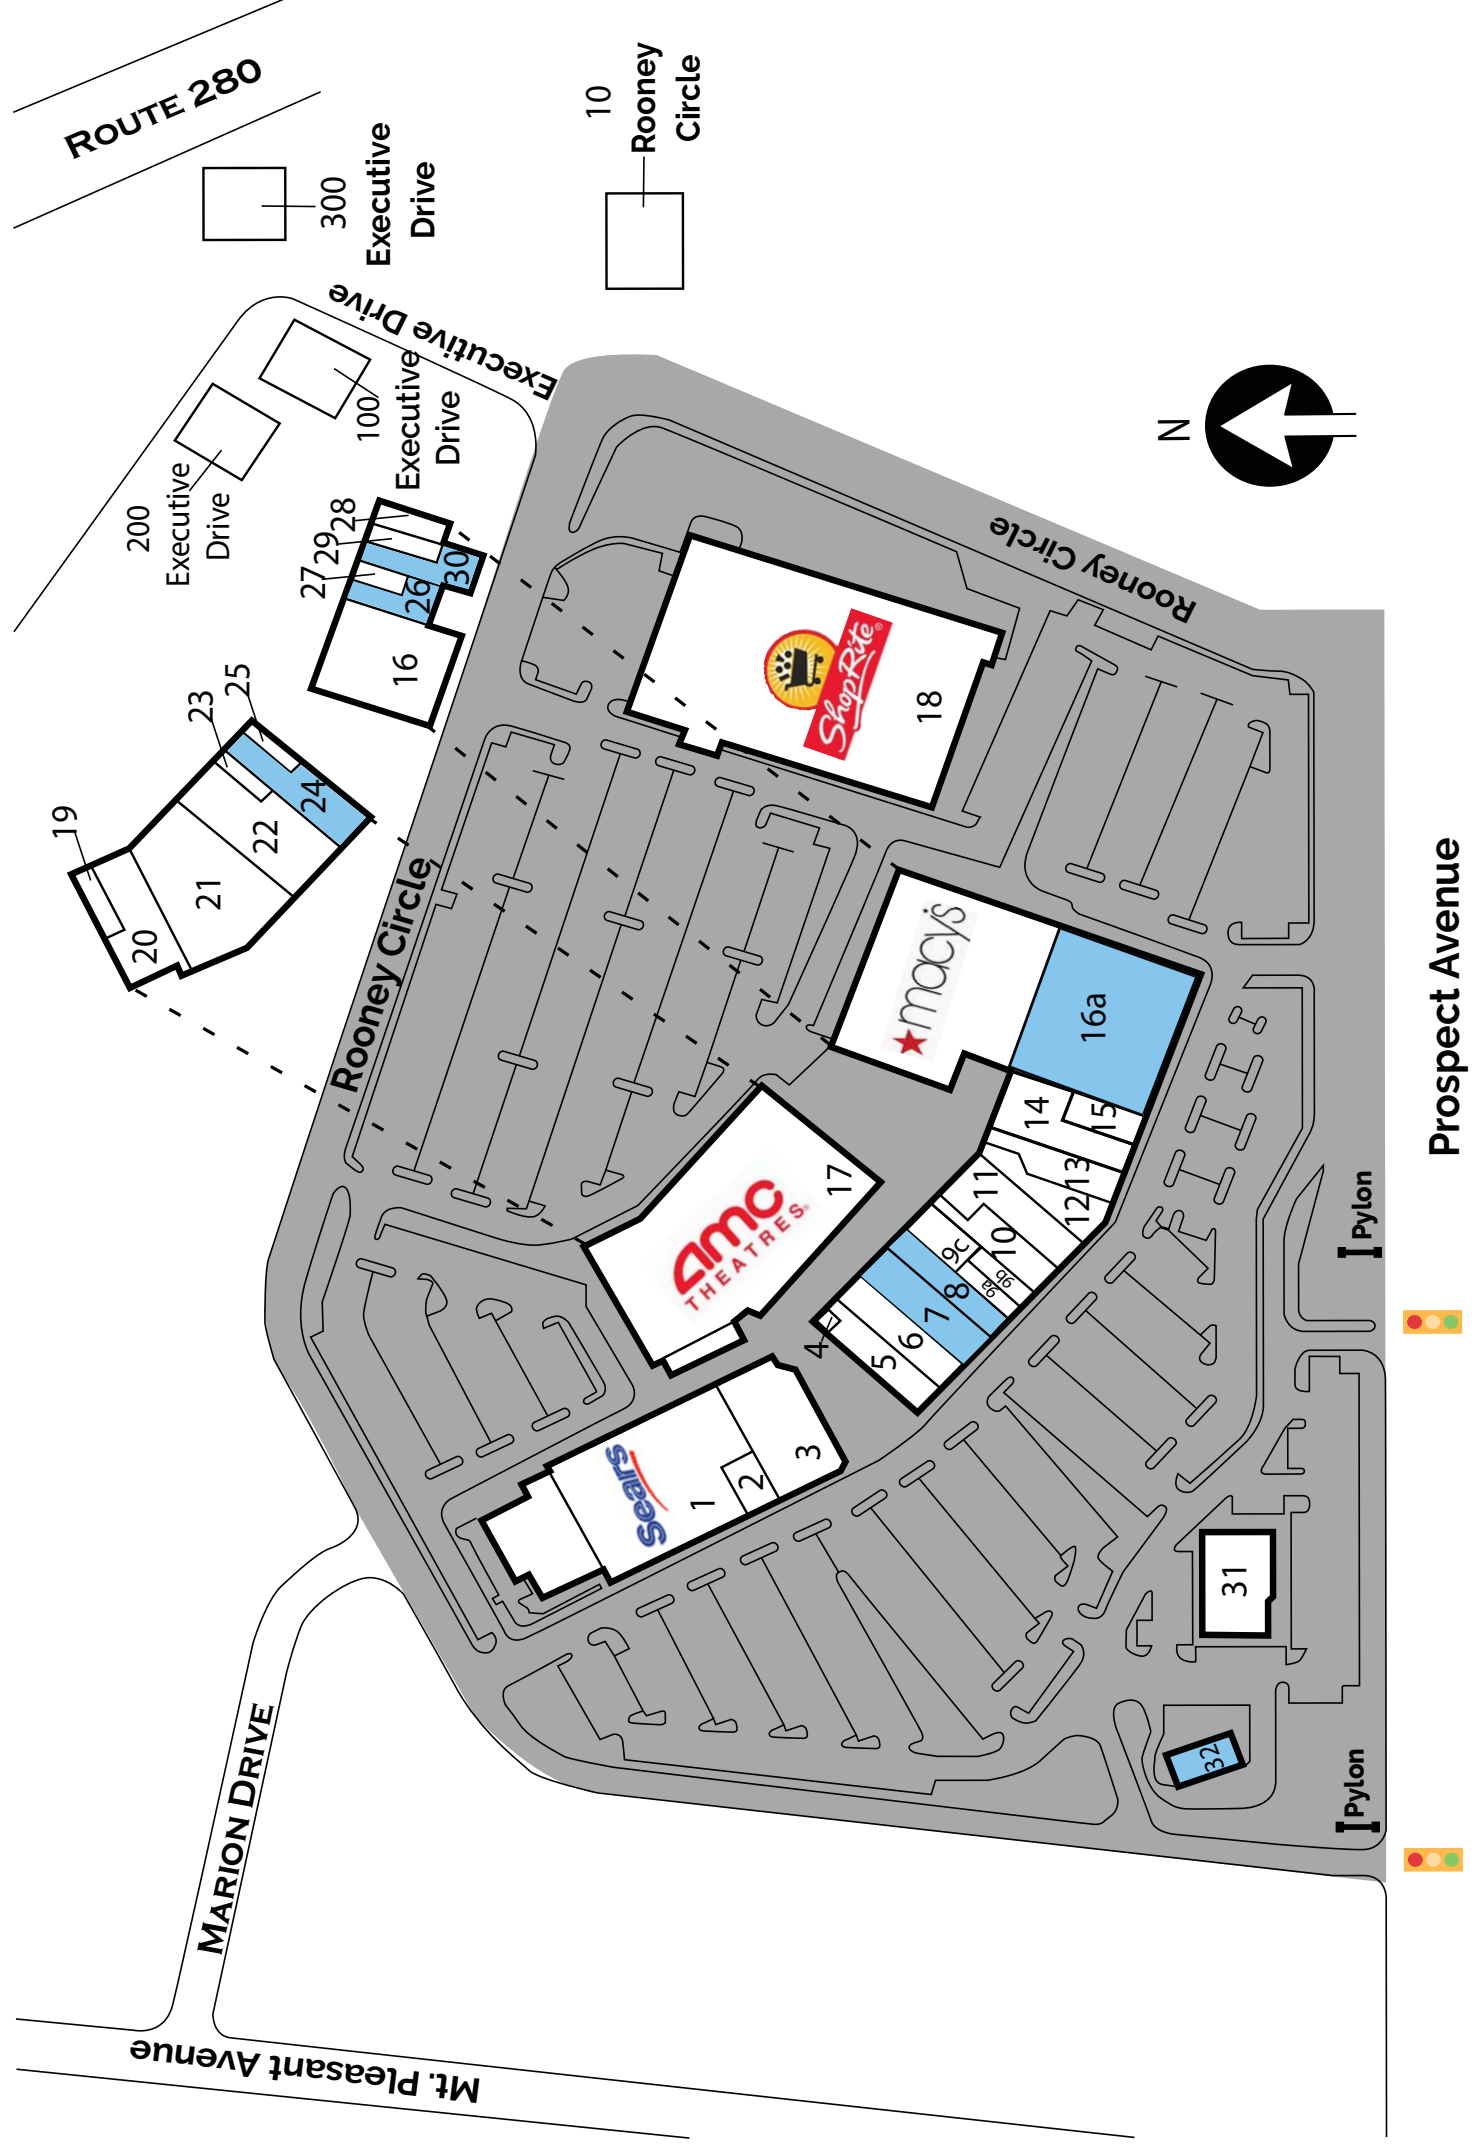 ROUTE 280
300
Executive
Drive
10
Rooney
Circle
Executive Drive
100
Executive
Drive
200
Executive
Drive
28
29
27
30
26
16
25
23
24
22
19
21
20
Rooney Circle
ShopRite®
18
Rooney Circle
N
macy's
16a
14
15
13
12
11
10
9c
9b
9a
8
7
6
5
4
17
amc
THEATRES®
Sears
1
2
3
31
32
Pylon
Pylon
Prospect Avenue
MARION DRIVE
Mt. Pleasant Avenue